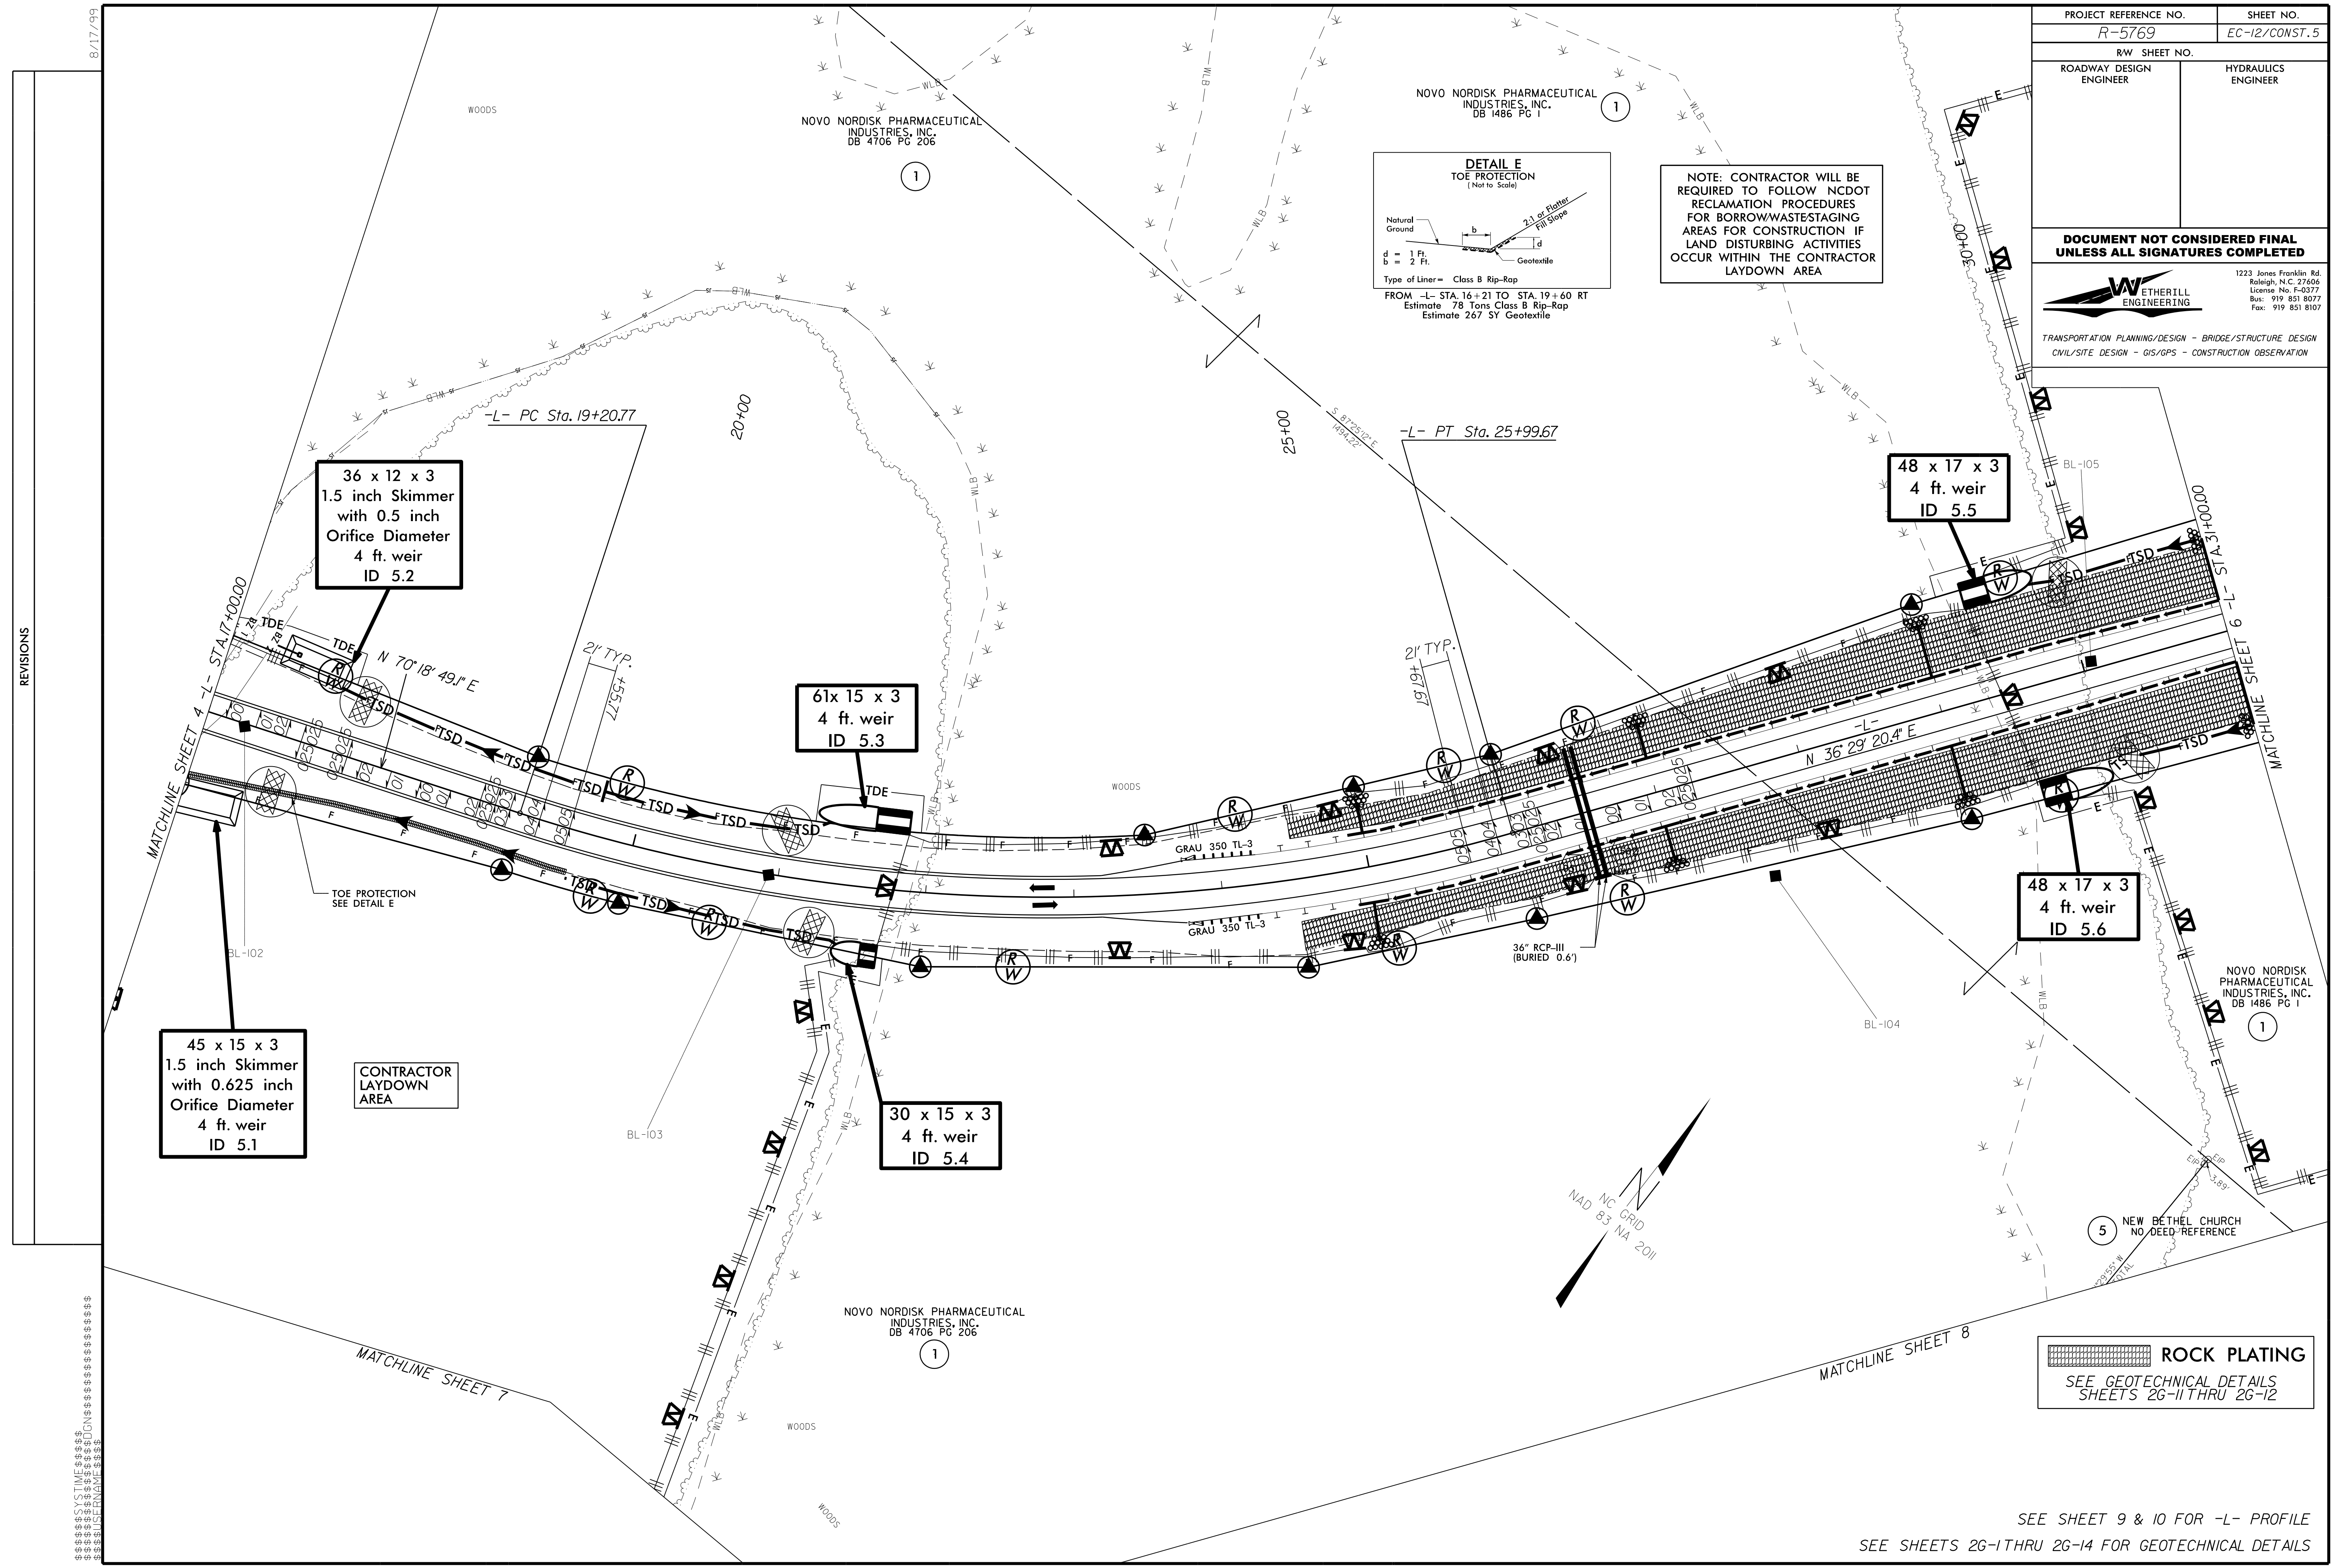 8/17/99
REVISIONS
PROJECT REFERENCE NO.
SHEET NO.
R-5769
EC-12/CONST.5
R/W SHEET NO.
ROADWAY DESIGN
ENGINEER
HYDRAULICS
ENGINEER
DOCUMENT NOT CONSIDERED FINAL
UNLESS ALL SIGNATURES COMPLETED
WETHERILL
ENGINEERING
1223 Jones Franklin Rd.
Raleigh, N.C. 27606
License No. F-0377
Bus: 919 851 8077
Fax: 919 851 8107
TRANSPORTATION PLANNING/DESIGN - BRIDGE/STRUCTURE DESIGN
CIVIL/SITE DESIGN - GIS/GPS - CONSTRUCTION OBSERVATION
WOODS
NOVO NORDISK PHARMACEUTICAL
INDUSTRIES, INC.
DB 4706 PG 206
1
NOVO NORDISK PHARMACEUTICAL
INDUSTRIES, INC.
DB 1486 PG 1
1
DETAIL E
TOE PROTECTION
(Not to Scale)
Natural
Ground
2:1 or Flatter
Fill Slope
b
d
d = 1 Ft.
b = 2 Ft.
Geotextile
Type of Liner= Class B Rip-Rap
FROM -L- STA. 16+21 TO STA. 19+60 RT
Estimate 78 Tons Class B Rip-Rap
Estimate 267 SY Geotextile
NOTE: CONTRACTOR WILL BE
REQUIRED TO FOLLOW NCDOT
RECLAMATION PROCEDURES
FOR BORROW/WASTE/STAGING
AREAS FOR CONSTRUCTION IF
LAND DISTURBING ACTIVITIES
OCCUR WITHIN THE CONTRACTOR
LAYDOWN AREA
-L- PC Sta. 19+20.77
20+00
25+00
30+00
S 87°25'12" E
1494.22'
-L- PT Sta. 25+99.67
36 x 12 x 3
1.5 inch Skimmer
with 0.5 inch
Orifice Diameter
4 ft. weir
ID 5.2
48 x 17 x 3
4 ft. weir
ID 5.5
BL-105
MATCHLINE SHEET 4 -L- STA.17+00.00
MATCHLINE SHEET 6 -L- STA.31+00.00
TDE
TDE
N 70°18' 49.1" E
21' TYP.
+55.77
21' TYP.
+79.67
61x 15 x 3
4 ft. weir
ID 5.3
TDE
WOODS
GRAU 350 TL-3
GRAU 350 TL-3
-L-
N 36°29' 20.4" E
TSD
WLB
TOE PROTECTION
SEE DETAIL E
BL-102
36" RCP-III
(BURIED 0.6')
48 x 17 x 3
4 ft. weir
ID 5.6
NOVO NORDISK
PHARMACEUTICAL
INDUSTRIES, INC.
DB 1486 PG 1
1
BL-104
45 x 15 x 3
1.5 inch Skimmer
with 0.625 inch
Orifice Diameter
4 ft. weir
ID 5.1
CONTRACTOR
LAYDOWN
AREA
BL-103
30 x 15 x 3
4 ft. weir
ID 5.4
NC GRID
NAD 83 NA 2011
EIP
EIP
3.89'
5
NEW BETHEL CHURCH
NO DEED REFERENCE
NOVO NORDISK PHARMACEUTICAL
INDUSTRIES, INC.
DB 4706 PG 206
1
MATCHLINE SHEET 7
MATCHLINE SHEET 8
WOODS
WOODS
ROCK PLATING
SEE GEOTECHNICAL DETAILS
SHEETS 2G-11 THRU 2G-12
SEE SHEET 9 & 10 FOR -L- PROFILE
SEE SHEETS 2G-1 THRU 2G-14 FOR GEOTECHNICAL DETAILS